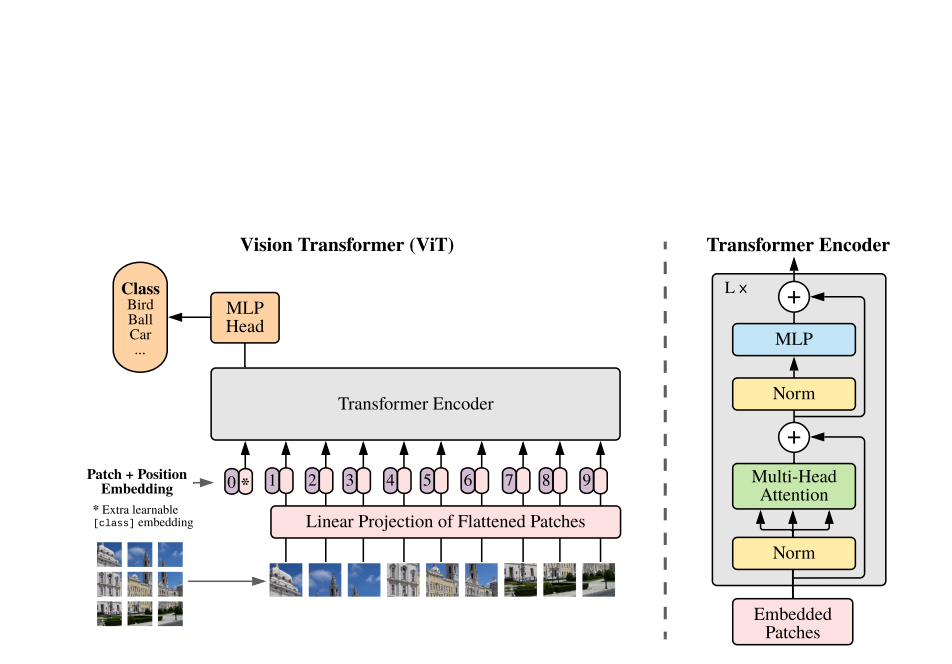 Vision Transformer (ViT)
Class
Bird
Ball
Car
...
MLP
Head
Transformer Encoder
Patch + Position
Embedding
0 * 1 2 3 4 5 6 7 8 9
* Extra learnable
[class] embedding
Linear Projection of Flattened Patches
Transformer Encoder
L x
+
MLP
Norm
+
Multi-Head
Attention
Norm
Embedded
Patches